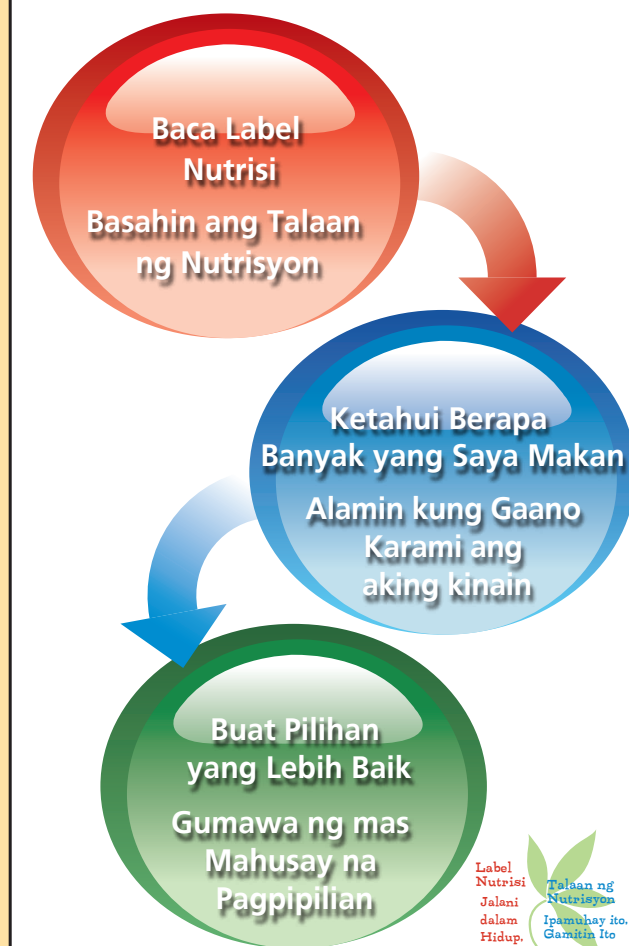 Baca Label
Nutrisi
Basahin ang Talaan
ng Nutrisyon
Ketahui Berapa
Banyak yang Saya Makan
Alamin kung Gaano
Karami ang
aking kinain
Buat Pilihan
yang Lebih Baik
Gumawa ng mas
Mahusay na
Pagpipilian
Label
Nutrisi
Jalani
dalam
Hidup.
Talaan ng
Nutrisyon
Ipamuhay ito.
Gamitin Ito